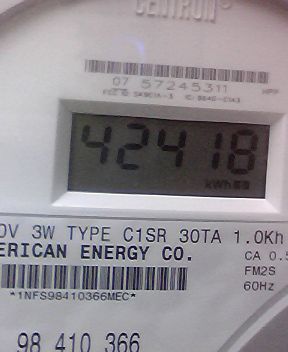 CENTRON®
07 57245311
42418
kWh
0V 3W TYPE C1SR 30TA 1.0Kh
ERICAN ENERGY CO.
CA 0.5
*1NFS98410366MEC*
FM2S
60Hz
98 410 366